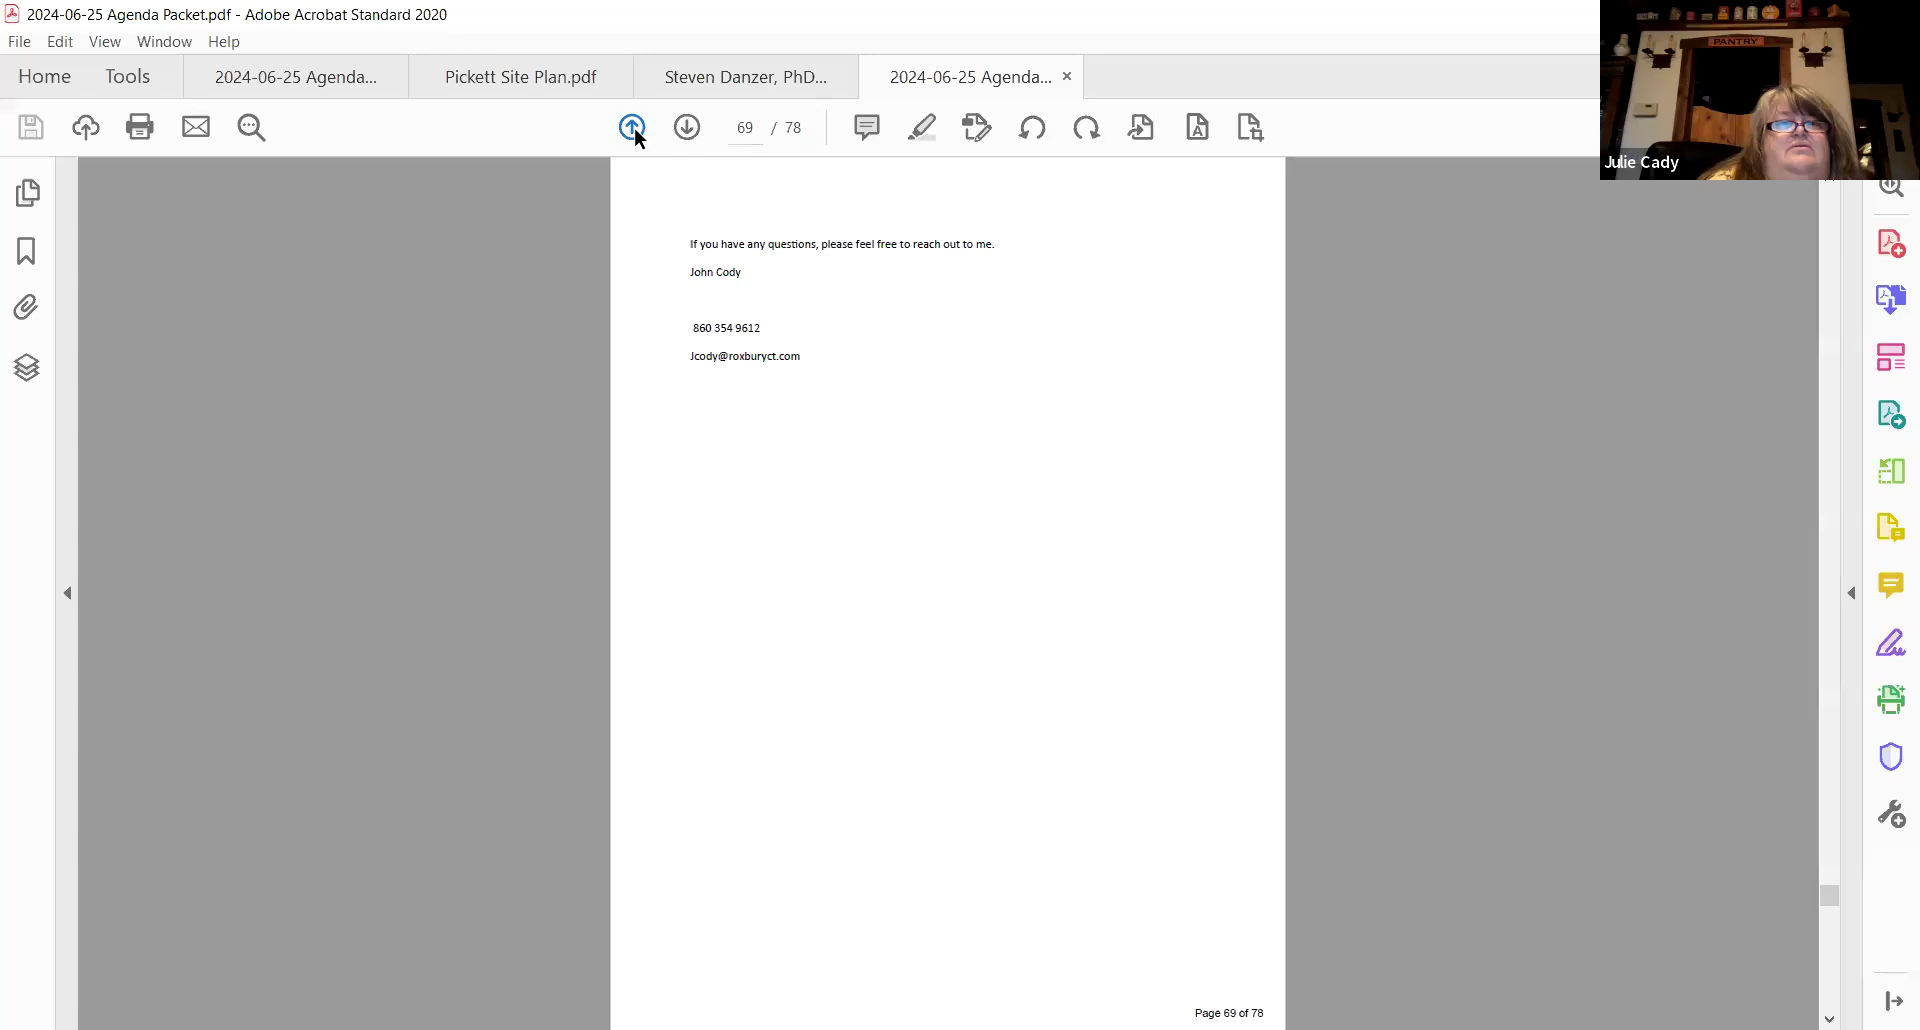 2024-06-25 Agenda Packet.pdf - Adobe Acrobat Standard 2020
File Edit View Window Help
Home Tools 2024-06-25 Agenda... Pickett Site Plan.pdf Steven Danzer, PhD... 2024-06-25 Agenda... ×
69 / 78
PANTRY
Julie Cady
If you have any questions, please feel free to reach out to me.
John Cody
860 354 9612
Jcody@roxburyct.com
Page 69 of 78